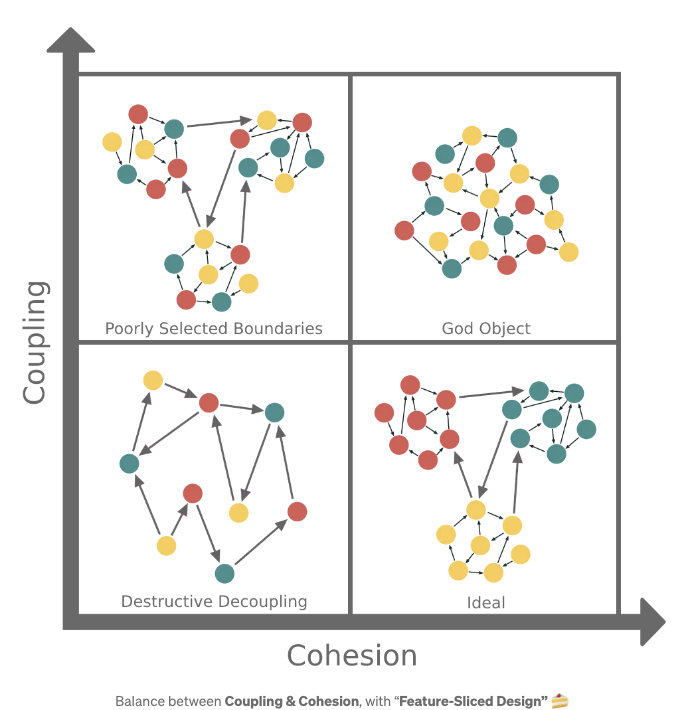 Coupling
Poorly Selected Boundaries
God Object
Destructive Decoupling
Ideal
Cohesion
Balance between Coupling & Cohesion, with “Feature-Sliced Design” 🍰